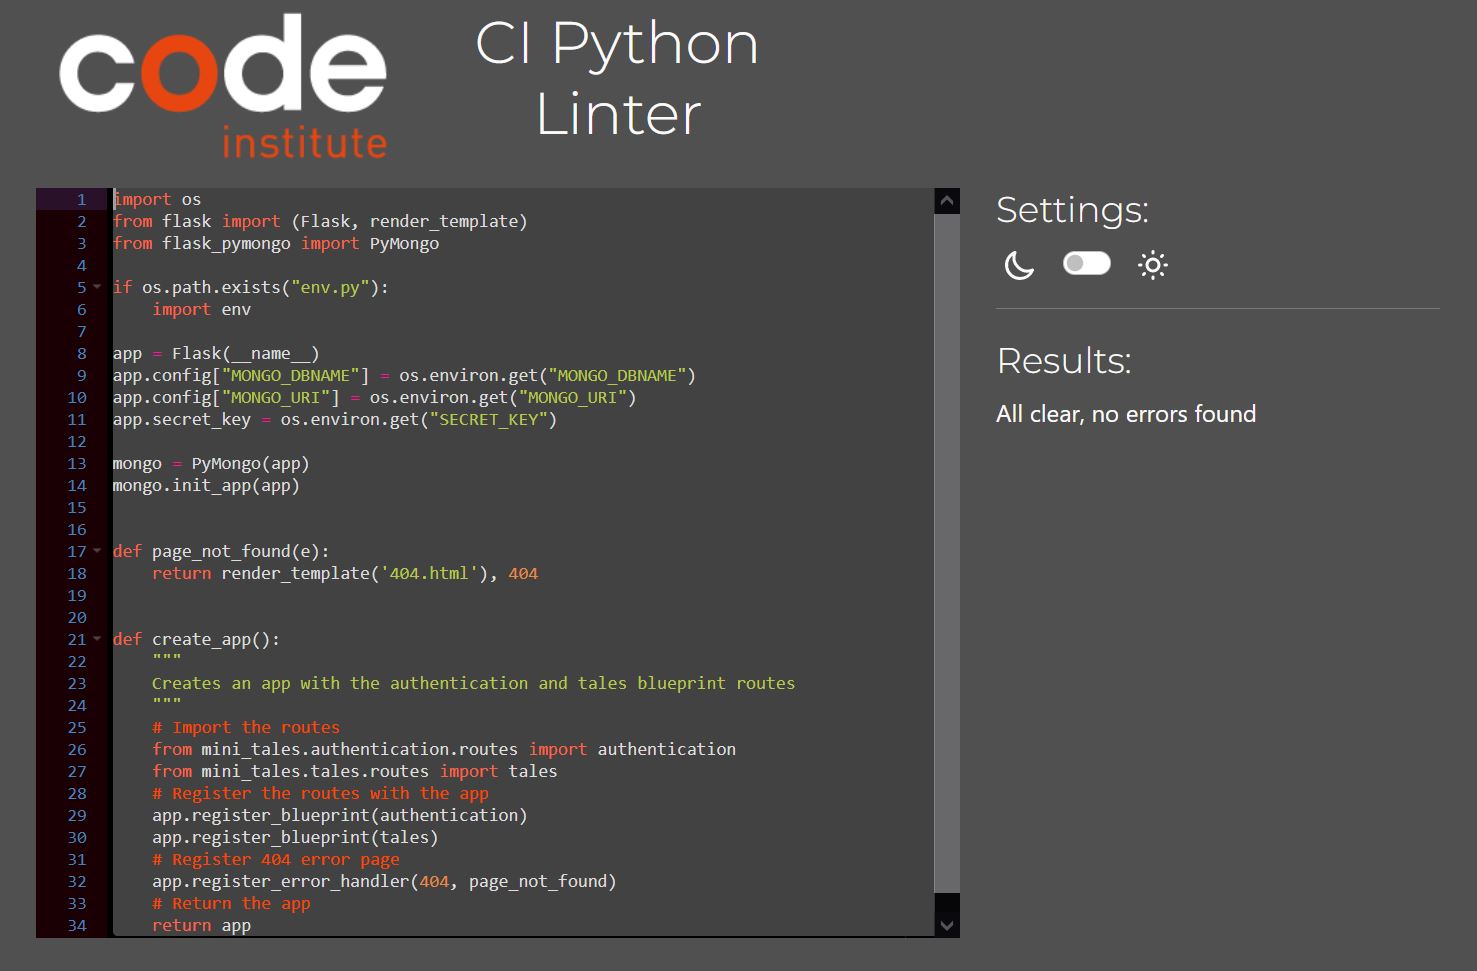 code
institute
CI Python
Linter
1 import os
2 from flask import (Flask, render_template)
3 from flask_pymongo import PyMongo
4
5 if os.path.exists("env.py"):
6     import env
7
8 app = Flask(__name__)
9 app.config["MONGO_DBNAME"] = os.environ.get("MONGO_DBNAME")
10 app.config["MONGO_URI"] = os.environ.get("MONGO_URI")
11 app.secret_key = os.environ.get("SECRET_KEY")
12
13 mongo = PyMongo(app)
14 mongo.init_app(app)
15
16
17 def page_not_found(e):
18     return render_template('404.html'), 404
19
20
21 def create_app():
22     """
23     Creates an app with the authentication and tales blueprint routes
24     """
25     # Import the routes
26     from mini_tales.authentication.routes import authentication
27     from mini_tales.tales.routes import tales
28     # Register the routes with the app
29     app.register_blueprint(authentication)
30     app.register_blueprint(tales)
31     # Register 404 error page
32     app.register_error_handler(404, page_not_found)
33     # Return the app
34     return app
Settings:
Results:
All clear, no errors found